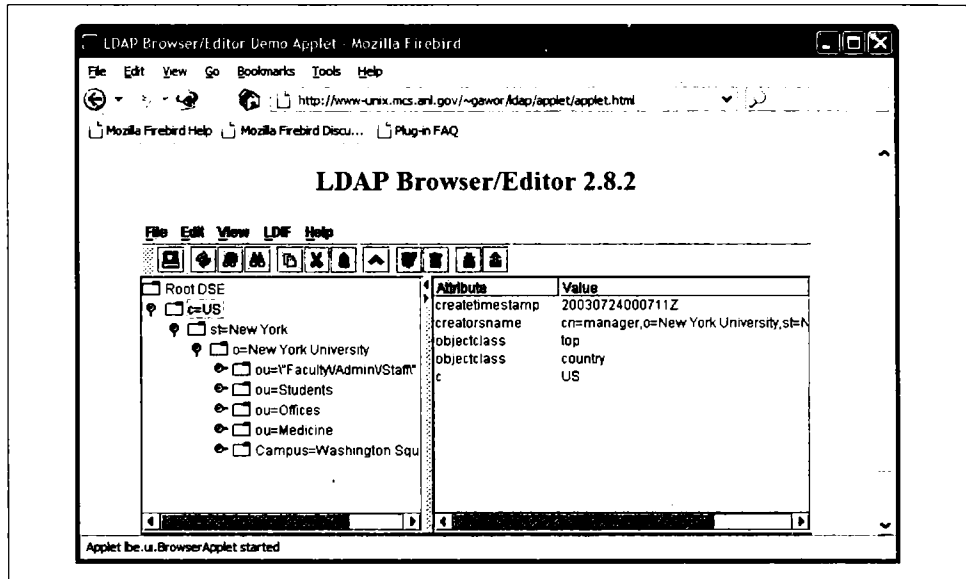 LDAP Browser/Editor Demo Applet - Mozilla Firebird
File Edit View Go Bookmarks Tools Help
http://www-unix.mcs.anl.gov/~gawor/ldap/applet/applet.html
Mozilla Firebird Help Mozilla Firebird Discu... Plug-in FAQ
LDAP Browser/Editor 2.8.2
File Edit View LDIF Help
Root DSE
c=US
st=New York
o=New York University
ou=\"Faculty\/Admin\/Staff\"
ou=Students
ou=Offices
ou=Medicine
Campus=Washington Squ
Attribute Value
createtimestamp 20030724000711Z
creatorsname cn=manager,o=New York University,st=N
objectclass top
objectclass country
c US
Applet lbe.ui.BrowserApplet started